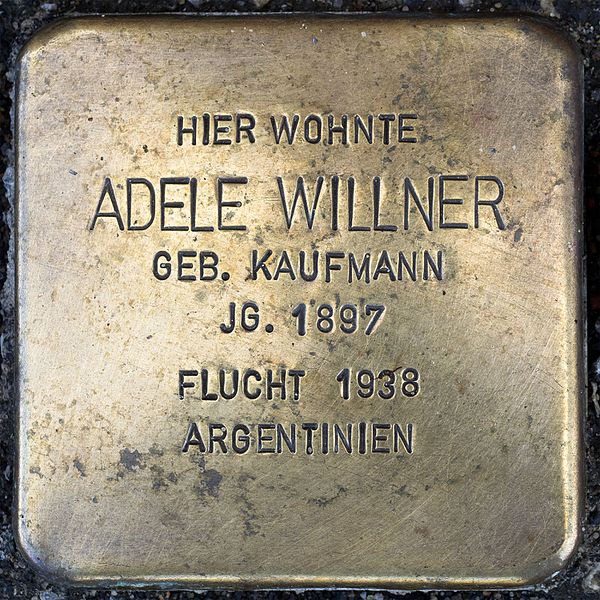 HIER WOHNTE
ADELE WILLNER
GEB. KAUFMANN
JG. 1897
FLUCHT 1938
ARGENTINIEN